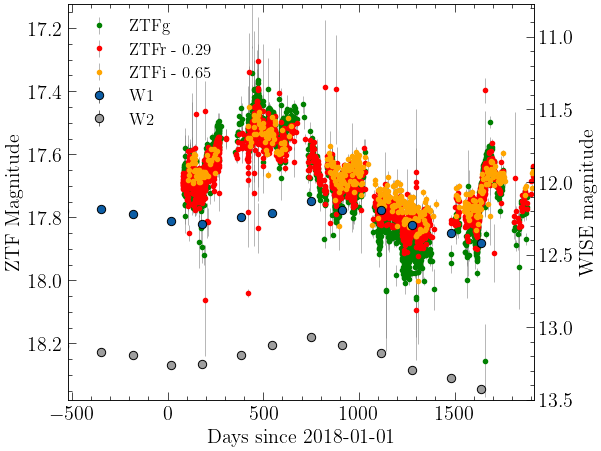 ZTFg
ZTFr - 0.29
ZTFi - 0.65
W1
W2
17.2
17.4
17.6
17.8
18.0
18.2
ZTF Magnitude
11.0
11.5
12.0
12.5
13.0
13.5
WISE magnitude
−500
0
500
1000
1500
Days since 2018-01-01